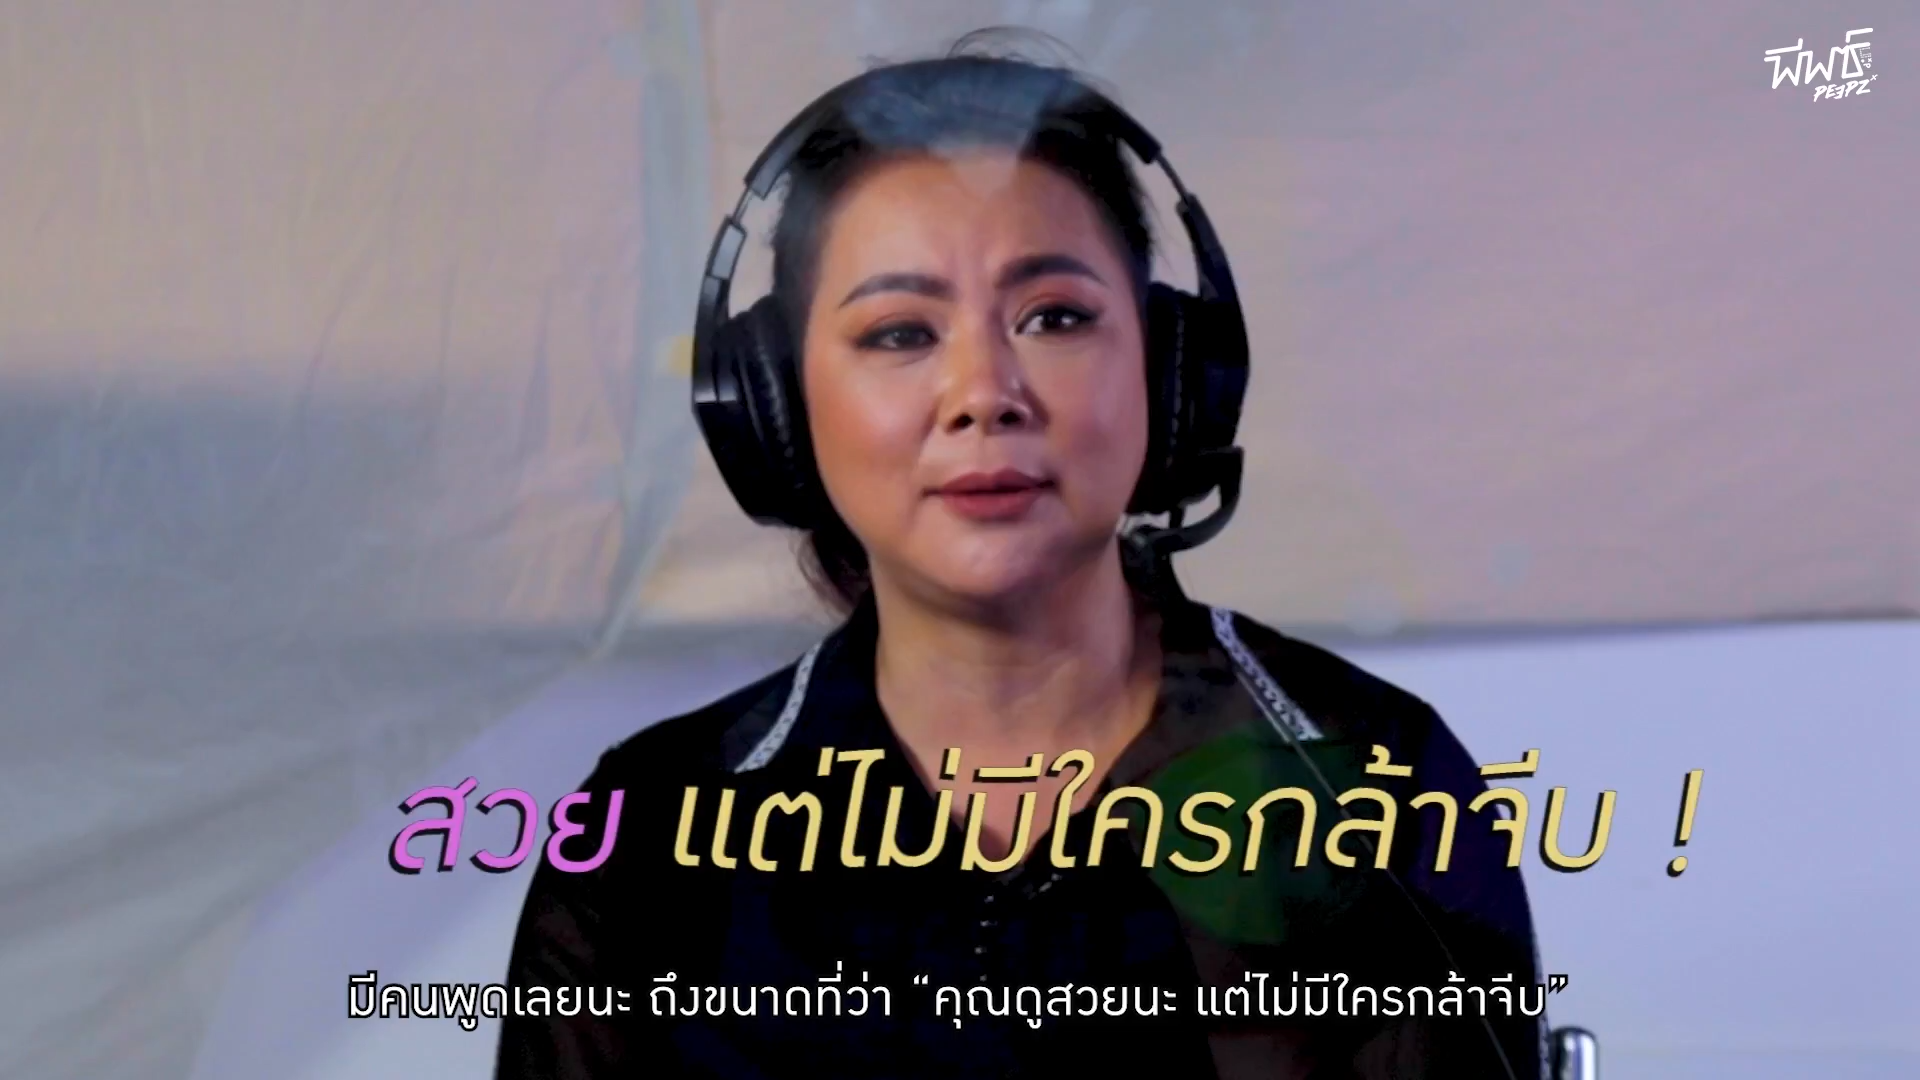 พีพซ์
PEEPZ
สวย แต่ไม่มีใครกล้าจีบ !
มีคนพูดเลยนะ ถึงขนาดที่ว่า “คุณดูสวยนะ แต่ไม่มีใครกล้าจีบ”